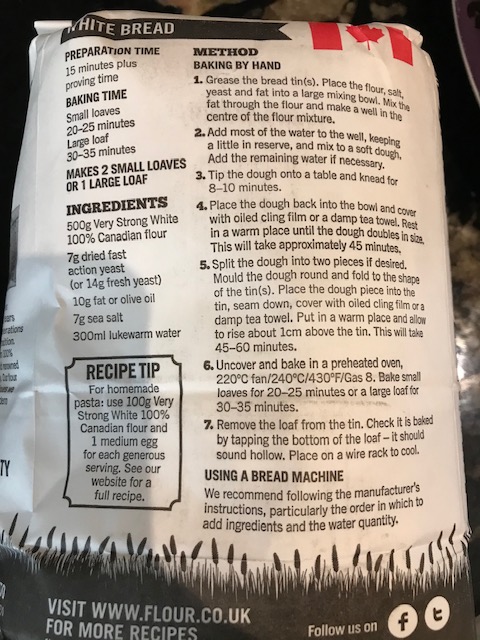 WHITE BREAD
PREPARATION TIME
15 minutes plus
proving time
BAKING TIME
Small loaves
20–25 minutes
Large loaf
30–35 minutes
MAKES 2 SMALL LOAVES
OR 1 LARGE LOAF
INGREDIENTS
500g Very Strong White
100% Canadian flour
7g dried fast
action yeast
(or 14g fresh yeast)
10g fat or olive oil
7g sea salt
300ml lukewarm water
RECIPE TIP
For homemade
pasta: use 100g Very
Strong White 100%
Canadian flour and
1 medium egg
for each generous
serving. See our
website for a
full recipe.
METHOD
BAKING BY HAND
1. Grease the bread tin(s). Place the flour, salt,
yeast and fat into a large mixing bowl. Mix the
fat through the flour and make a well in the
centre of the flour mixture.
2. Add most of the water to the well, keeping
a little in reserve, and mix to a soft dough.
Add the remaining water if necessary.
3. Tip the dough onto a table and knead for
8–10 minutes.
4. Place the dough back into the bowl and cover
with oiled cling film or a damp tea towel. Rest
in a warm place until the dough doubles in size.
This will take approximately 45 minutes.
5. Split the dough into two pieces if desired.
Mould the dough round and fold to the shape
of the tin(s). Place the dough piece into the
tin, seam down, cover with oiled cling film or a
damp tea towel. Put in a warm place and allow
to rise about 1cm above the tin. This will take
45–60 minutes.
6. Uncover and bake in a preheated oven,
220°C fan/240°C/430°F/Gas 8. Bake small
loaves for 20–25 minutes or a large loaf for
30–35 minutes.
7. Remove the loaf from the tin. Check it is baked
by tapping the bottom of the loaf – it should
sound hollow. Place on a wire rack to cool.
USING A BREAD MACHINE
We recommend following the manufacturer's
instructions, particularly the order in which to
add ingredients and the water quantity.
VISIT WWW.FLOUR.CO.UK
FOR MORE RECIPES
Follow us on f t